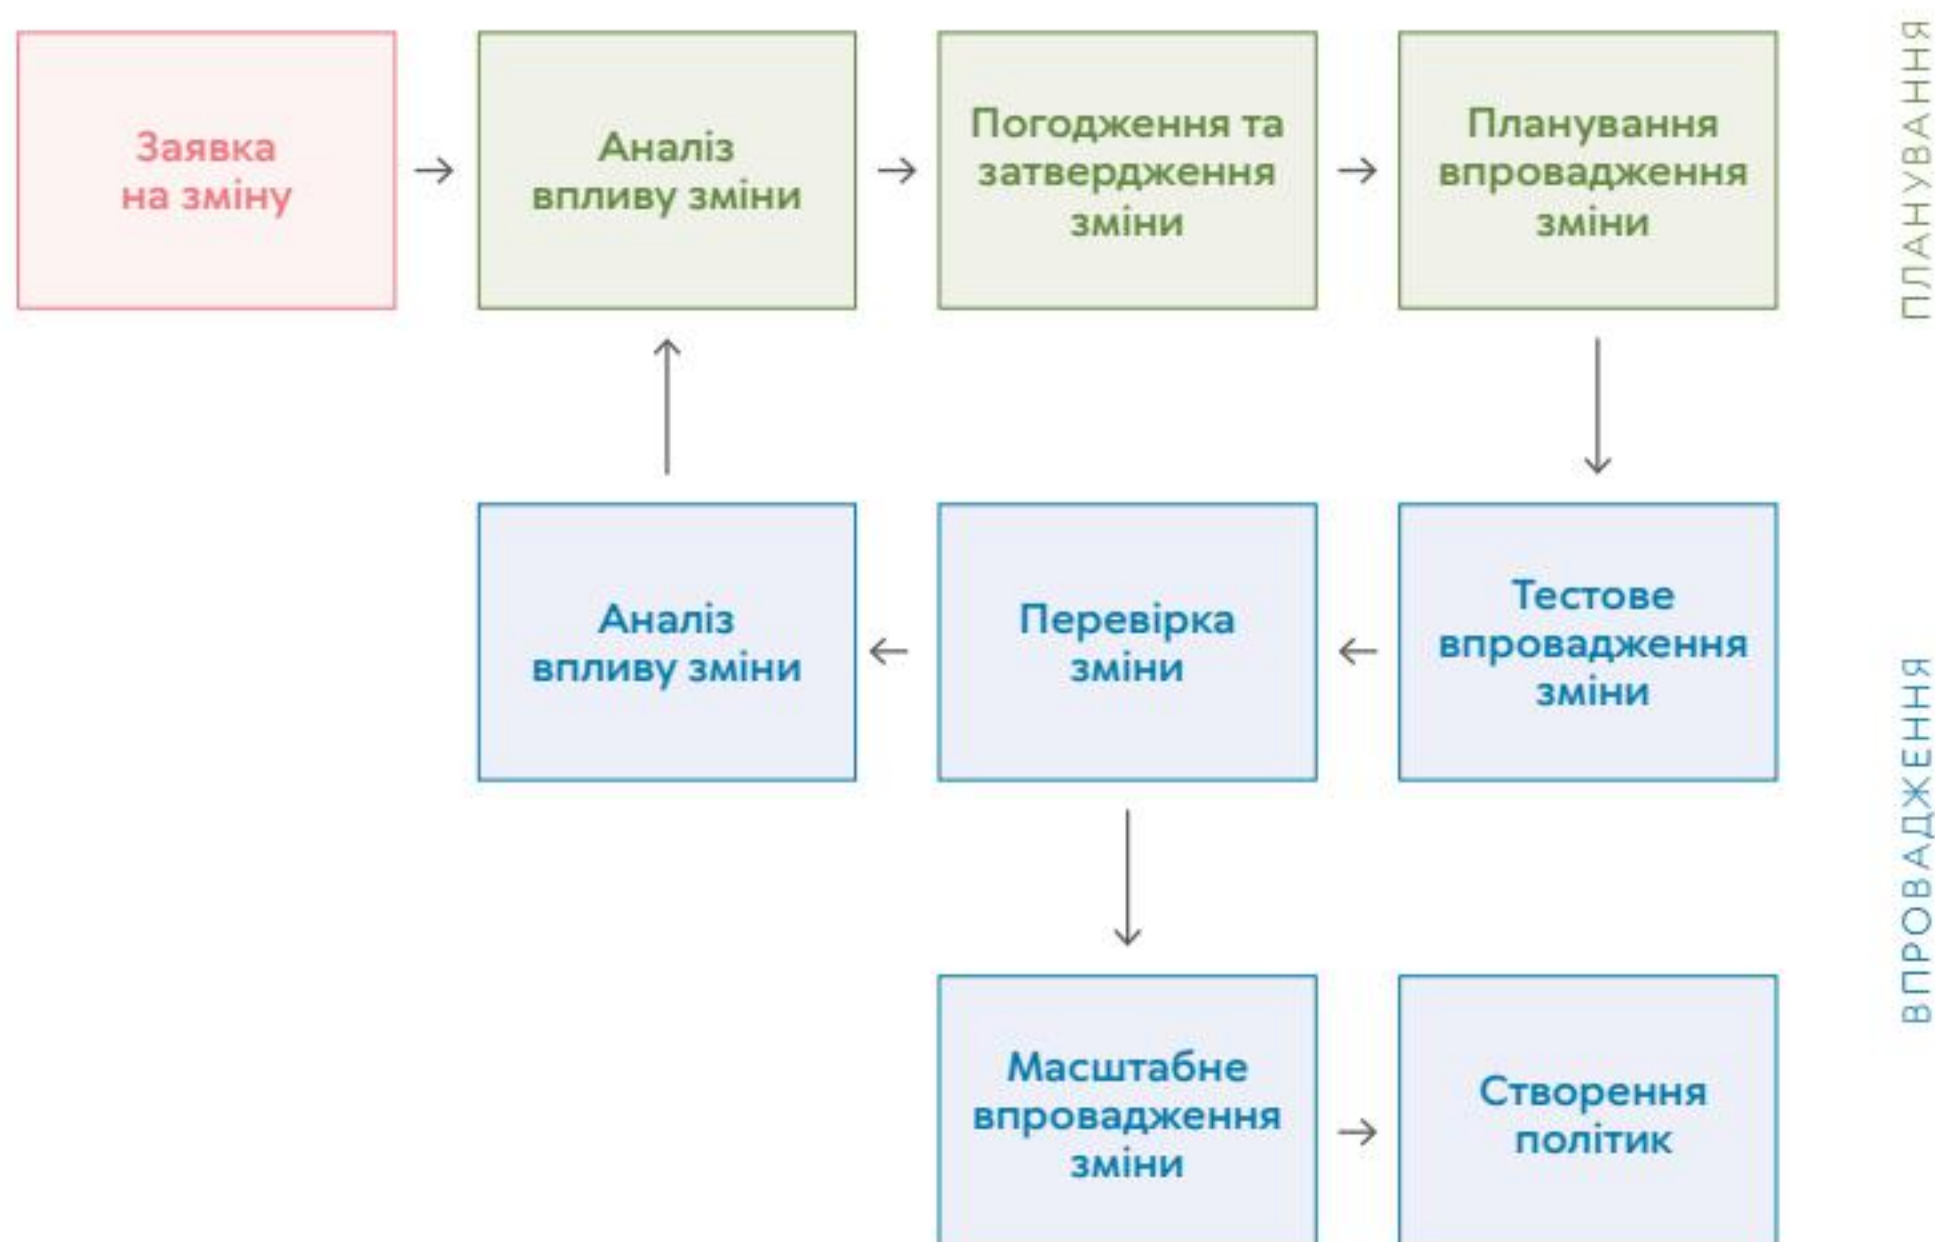 Заявка
на зміну
Аналіз
впливу зміни
Погодження та
затвердження
зміни
Планування
впровадження
зміни
ПЛАНУВАННЯ
Аналіз
впливу зміни
Перевірка
зміни
Тестове
впровадження
зміни
ВПРОВАДЖЕННЯ
Масштабне
впровадження
зміни
Створення
політик